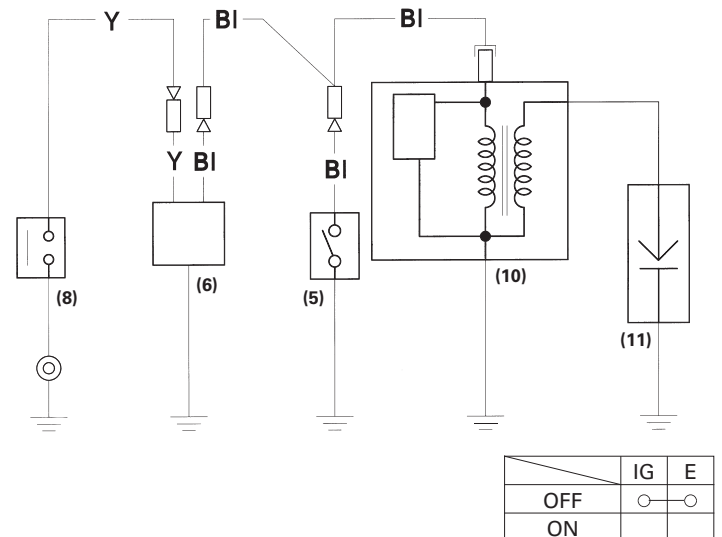 Y Bl Bl
Y Bl Bl
(8) (6) (5) (10) (11)
IG E
OFF
ON